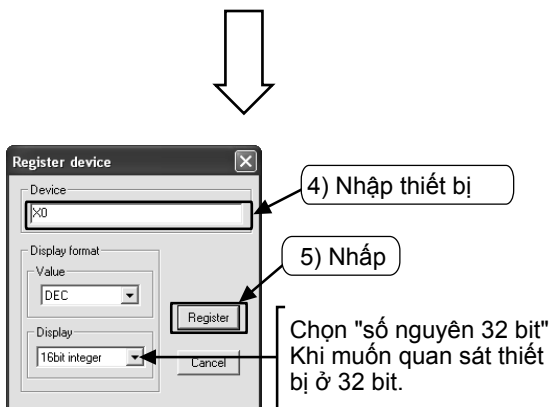 Register device
Device
X0
4) Nhập thiết bị
5) Nhấp
Display format
Value
DEC
Register
Display
16bit integer
Cancel
Chọn "số nguyên 32 bit"
Khi muốn quan sát thiết
bị ở 32 bit.